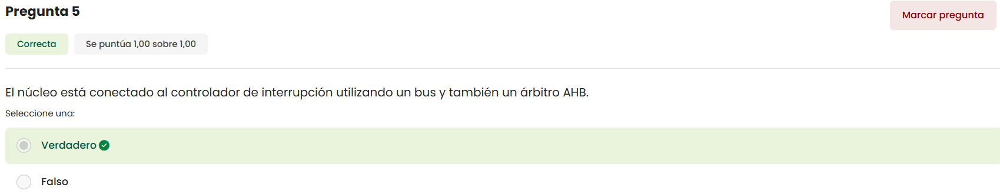 Pregunta 5
Marcar pregunta
Correcta
Se puntúa 1,00 sobre 1,00
El núcleo está conectado al controlador de interrupción utilizando un bus y también un árbitro AHB.
Seleccione una:
Verdadero
Falso